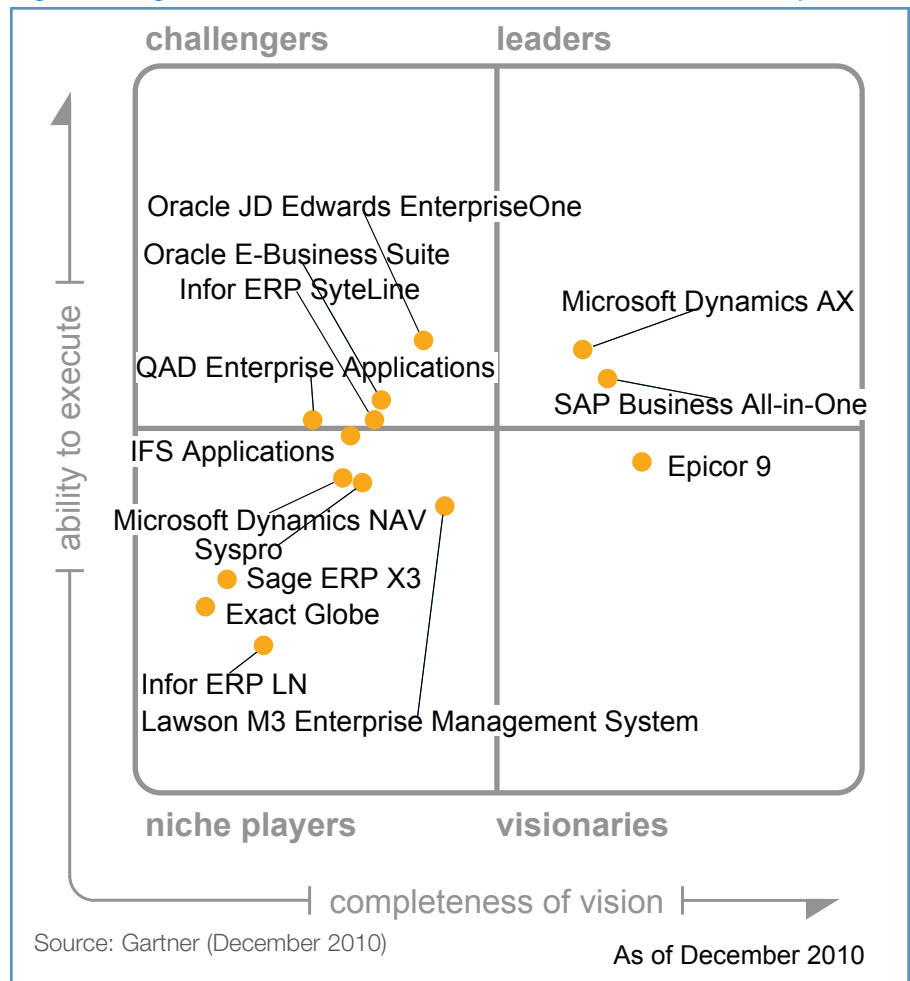 challengers
leaders
Oracle JD Edwards EnterpriseOne
Oracle E-Business Suite
Infor ERP SyteLine
Microsoft Dynamics AX
QAD Enterprise Applications
SAP Business All-in-One
IFS Applications
Epicor 9
Microsoft Dynamics NAV
Syspro
Sage ERP X3
Exact Globe
Infor ERP LN
Lawson M3 Enterprise Management System
ability to execute
niche players
visionaries
completeness of vision
Source: Gartner (December 2010)
As of December 2010